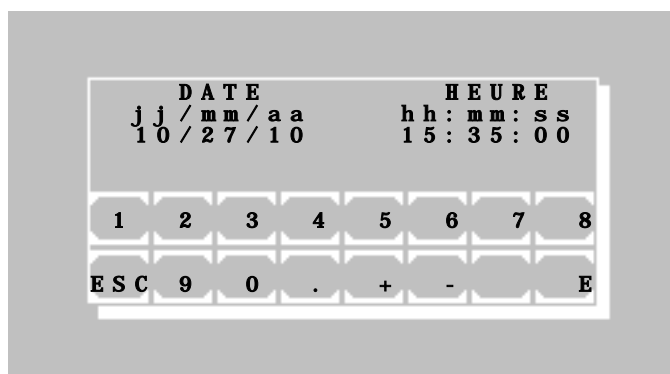 DATE HEURE
jj/mm/aa hh:mm:ss
10/27/10 15:35:00
1 2 3 4 5 6 7 8
ESC 9 0 . + - E